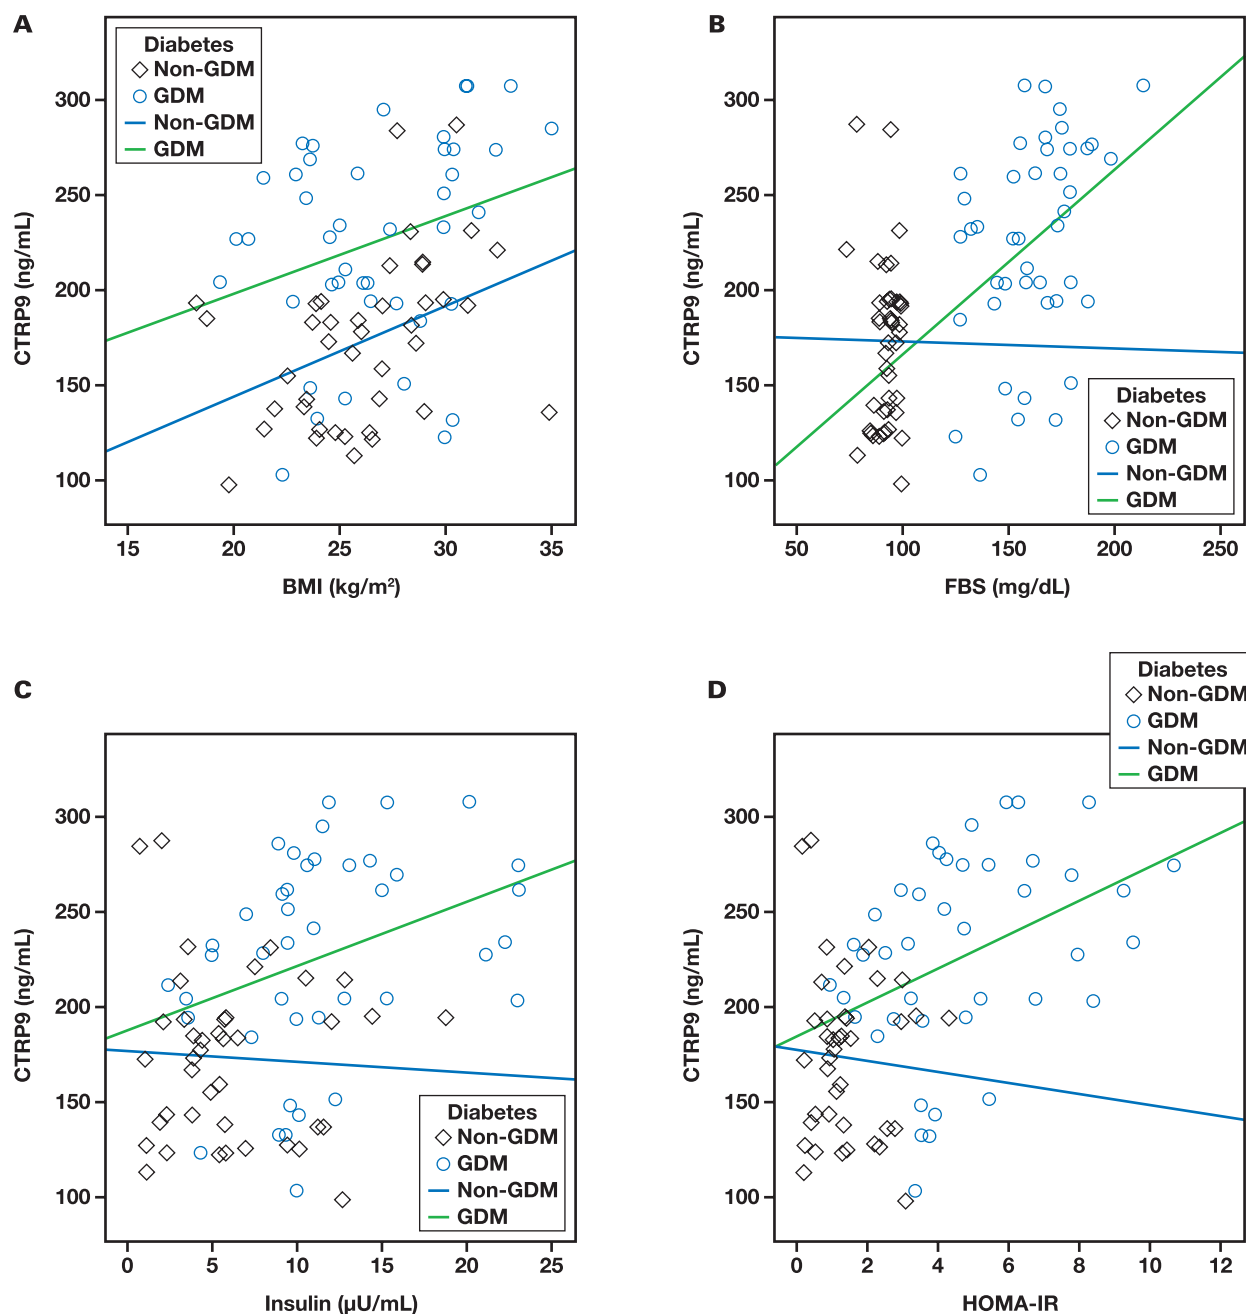 A
Diabetes
Non-GDM
GDM
Non-GDM
GDM
300
250
200
150
100
CTRP9 (ng/mL)
15 20 25 30 35
BMI (kg/m²)
B
300
250
200
150
100
CTRP9 (ng/mL)
Diabetes
Non-GDM
GDM
Non-GDM
GDM
50 100 150 200 250
FBS (mg/dL)
C
300
250
200
150
100
CTRP9 (ng/mL)
Diabetes
Non-GDM
GDM
Non-GDM
GDM
0 5 10 15 20 25
Insulin (µU/mL)
D
Diabetes
Non-GDM
GDM
Non-GDM
GDM
300
250
200
150
100
CTRP9 (ng/mL)
0 2 4 6 8 10 12
HOMA-IR